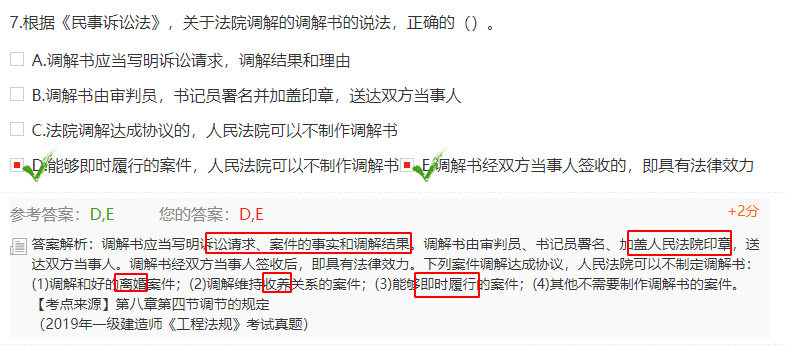 7.根据《民事诉讼法》，关于法院调解的调解书的说法，正确的（）。
A.调解书应当写明诉讼请求，调解结果和理由
B.调解书由审判员，书记员署名并加盖印章，送达双方当事人
C.法院调解达成协议的，人民法院可以不制作调解书
D.能够即时履行的案件，人民法院可以不制作调解书 E.调解书经双方当事人签收的，即具有法律效力
参考答案：D,E 您的答案：D,E +2分
答案解析：调解书应当写明诉讼请求、案件的事实和调解结果。调解书由审判员、书记员署名、加盖人民法院印章，送
达双方当事人。调解书经双方当事人签收后，即具有法律效力。下列案件调解达成协议，人民法院可以不制定调解书：
(1)调解和好的离婚案件；(2)调解维持收养关系的案件；(3)能够即时履行的案件；(4)其他不需要制作调解书的案件。
【考点来源】第八章第四节调节的规定
（2019年一级建造师《工程法规》考试真题）